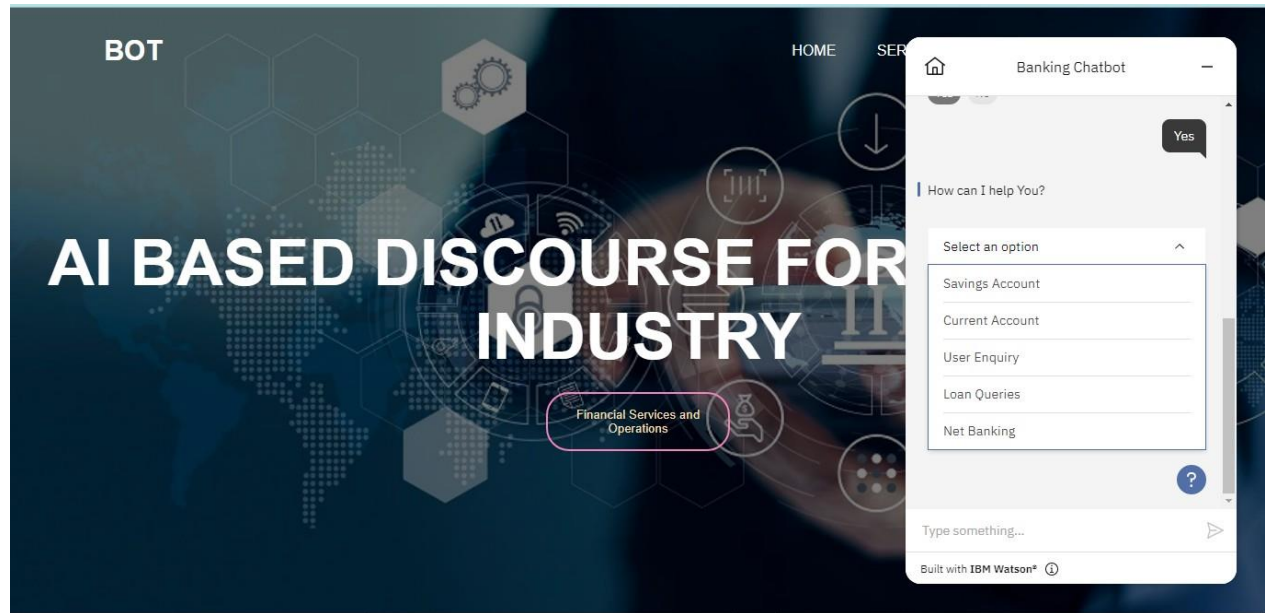 BOT
HOME SER
AI BASED DISCOURSE FOR
INDUSTRY
Financial Services and
Operations
Banking Chatbot
Yes
How can I help You?
Select an option
Savings Account
Current Account
User Enquiry
Loan Queries
Net Banking
?
Type something...
Built with IBM Watson®